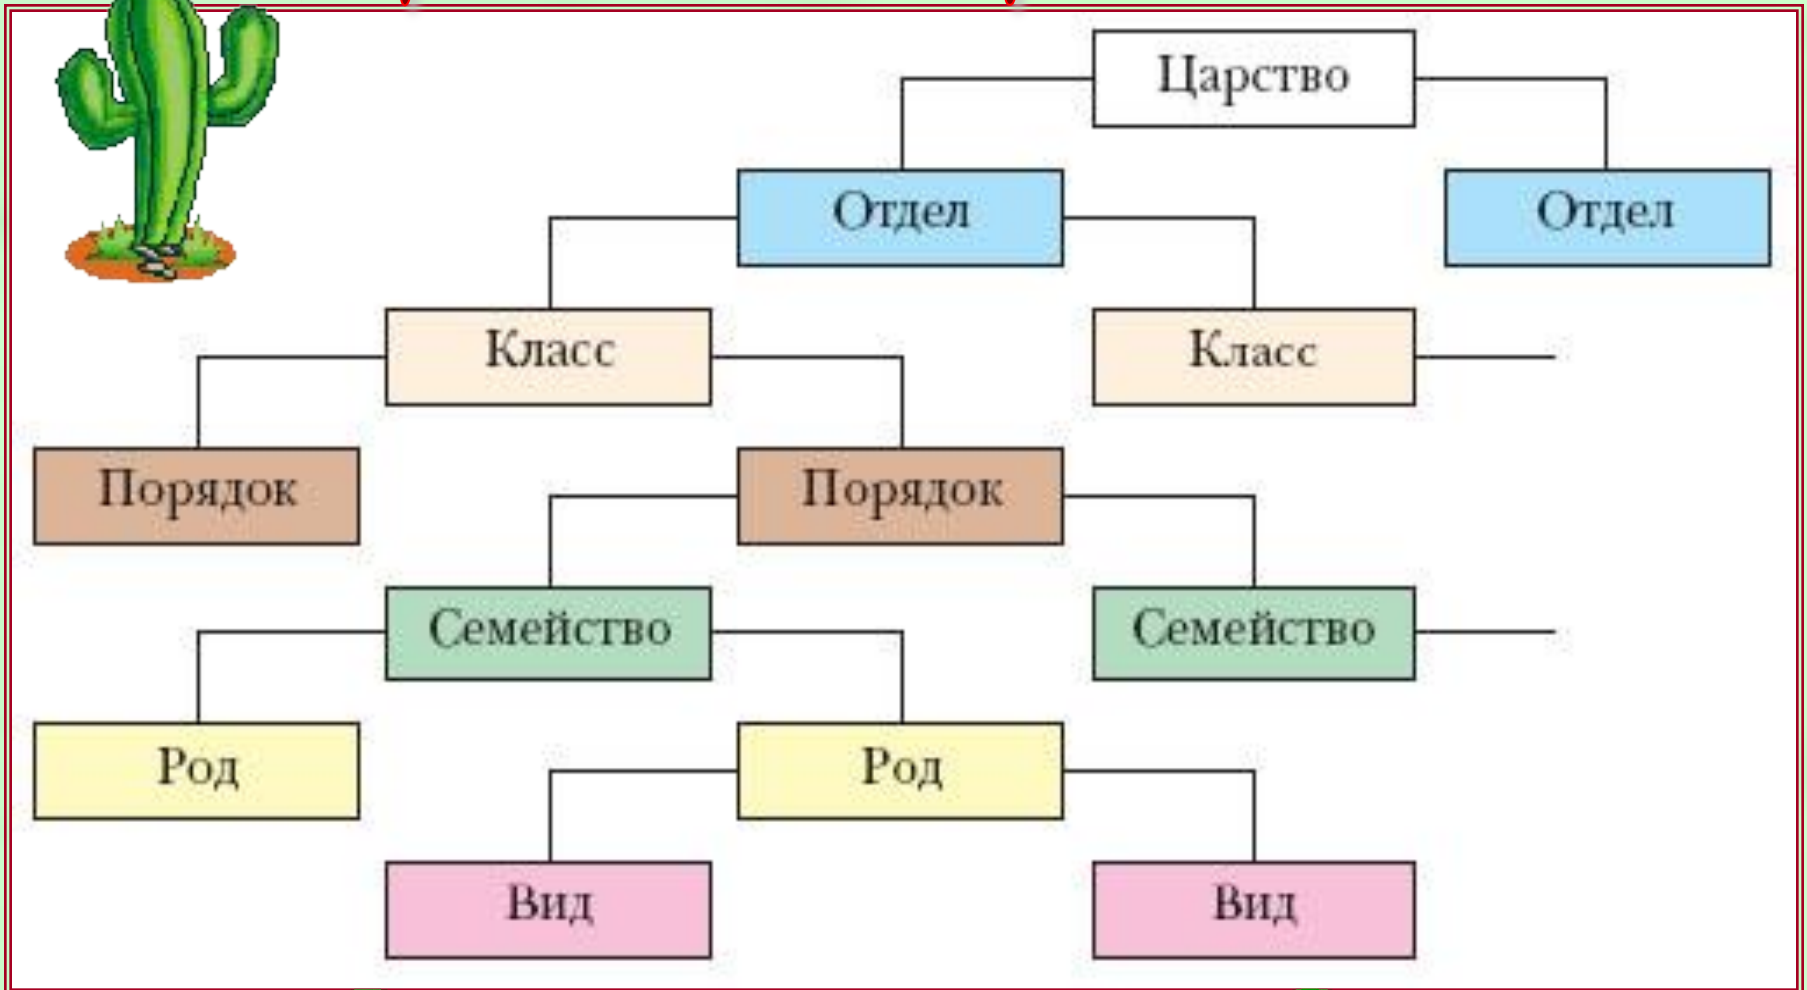 Царство
Отдел Отдел
Класс Класс
Порядок Порядок
Семейство Семейство
Род Род
Вид Вид